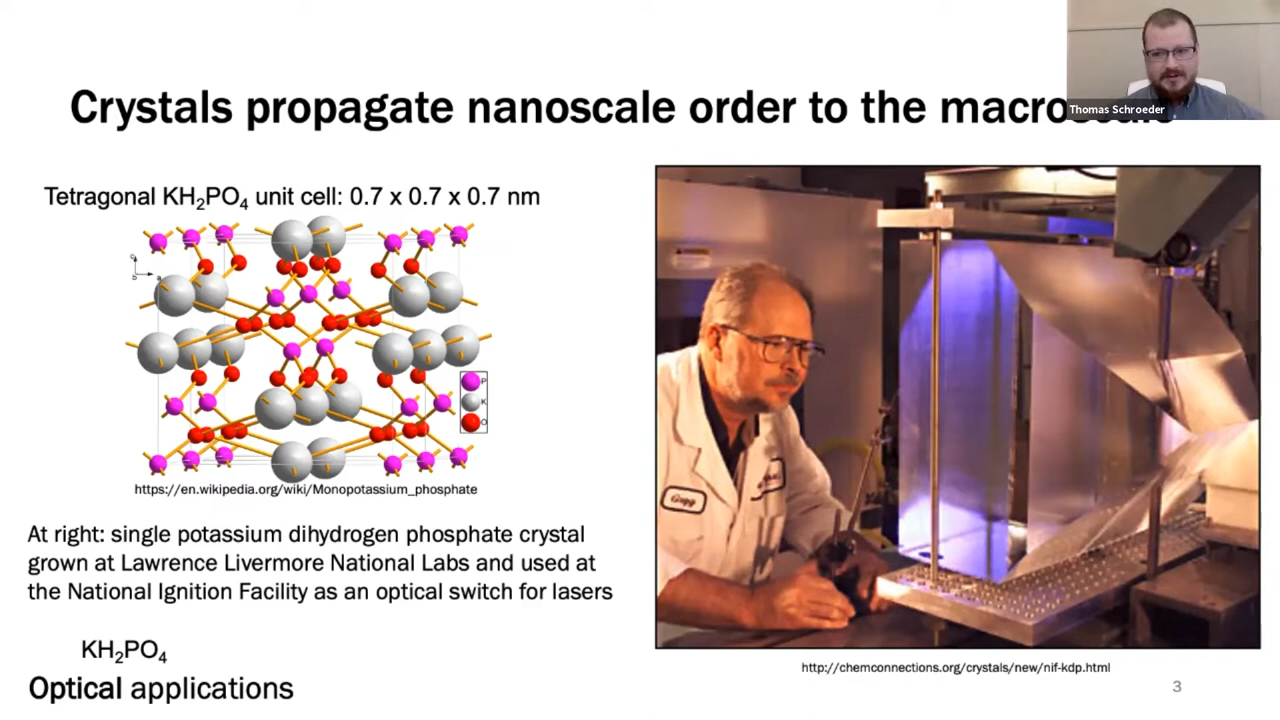 Thomas Schroeder
Crystals propagate nanoscale order to the
Tetragonal KH₂PO₄ unit cell: 0.7 x 0.7 x 0.7 nm
c
b
a
P
K
O
https://en.wikipedia.org/wiki/Monopotassium_phosphate
At right: single potassium dihydrogen phosphate crystal
grown at Lawrence Livermore National Labs and used at
the National Ignition Facility as an optical switch for lasers
KH₂PO₄
Optical applications
http://chemconnections.org/crystals/new/nif-kdp.html
3